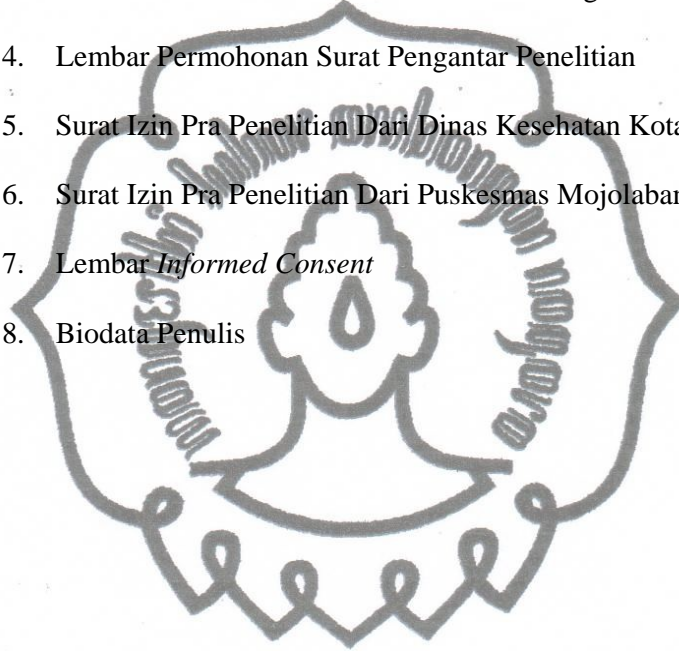 4. Lembar Permohonan Surat Pengantar Penelitian
5. Surat Izin Pra Penelitian Dari Dinas Kesehatan Kota
6. Surat Izin Pra Penelitian Dari Puskesmas Mojolaban
7. Lembar Informed Consent
8. Biodata Penulis